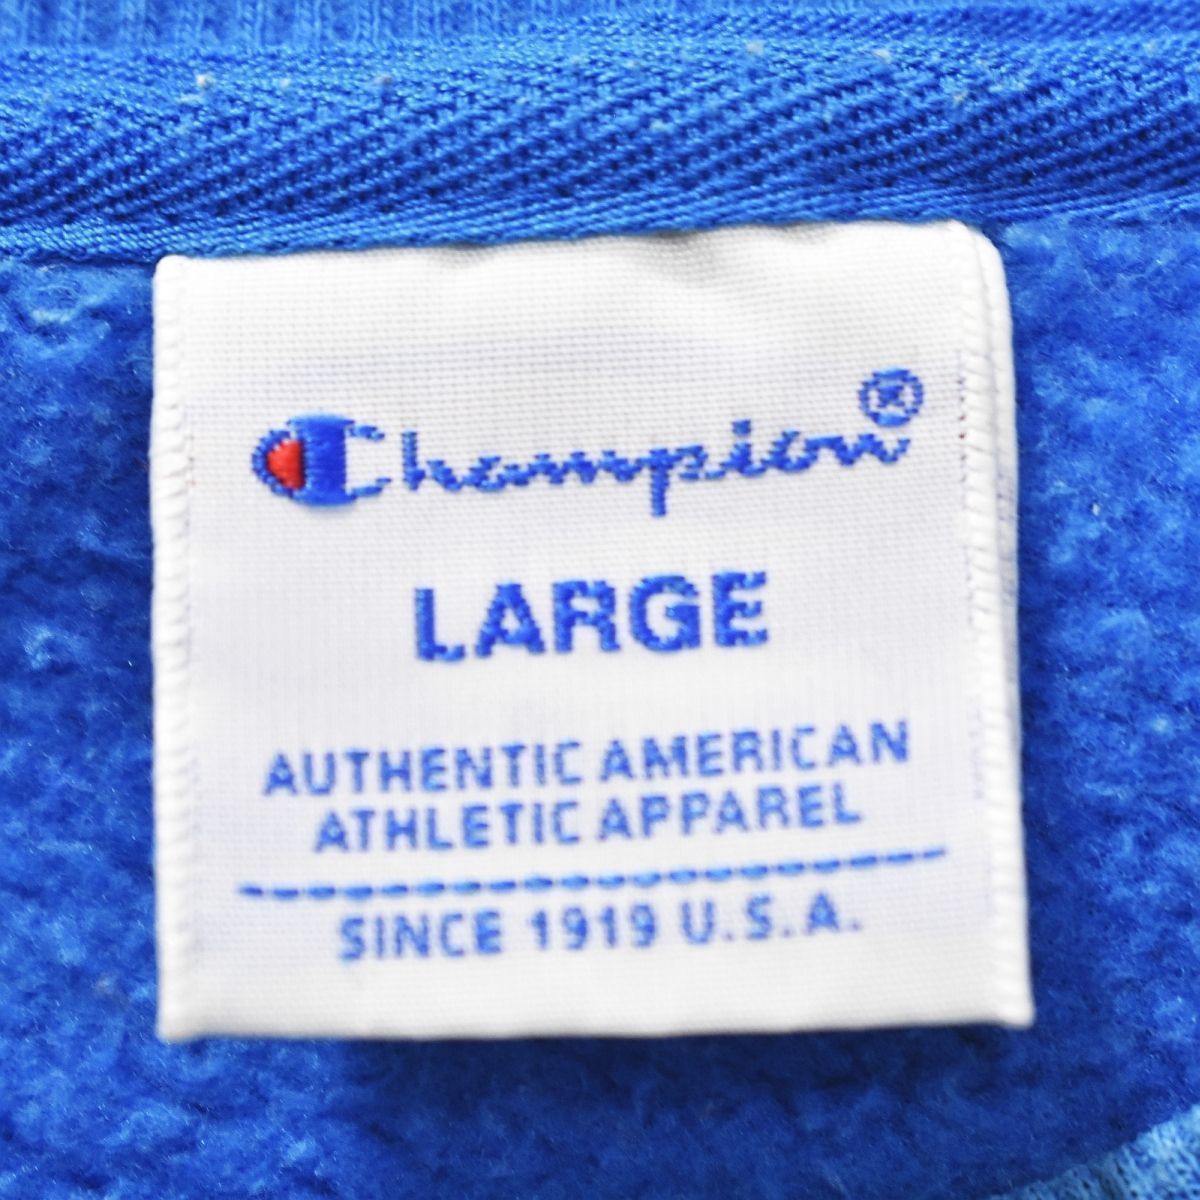 Champion®
LARGE
AUTHENTIC AMERICAN
ATHLETIC APPAREL
SINCE 1919 U.S.A.